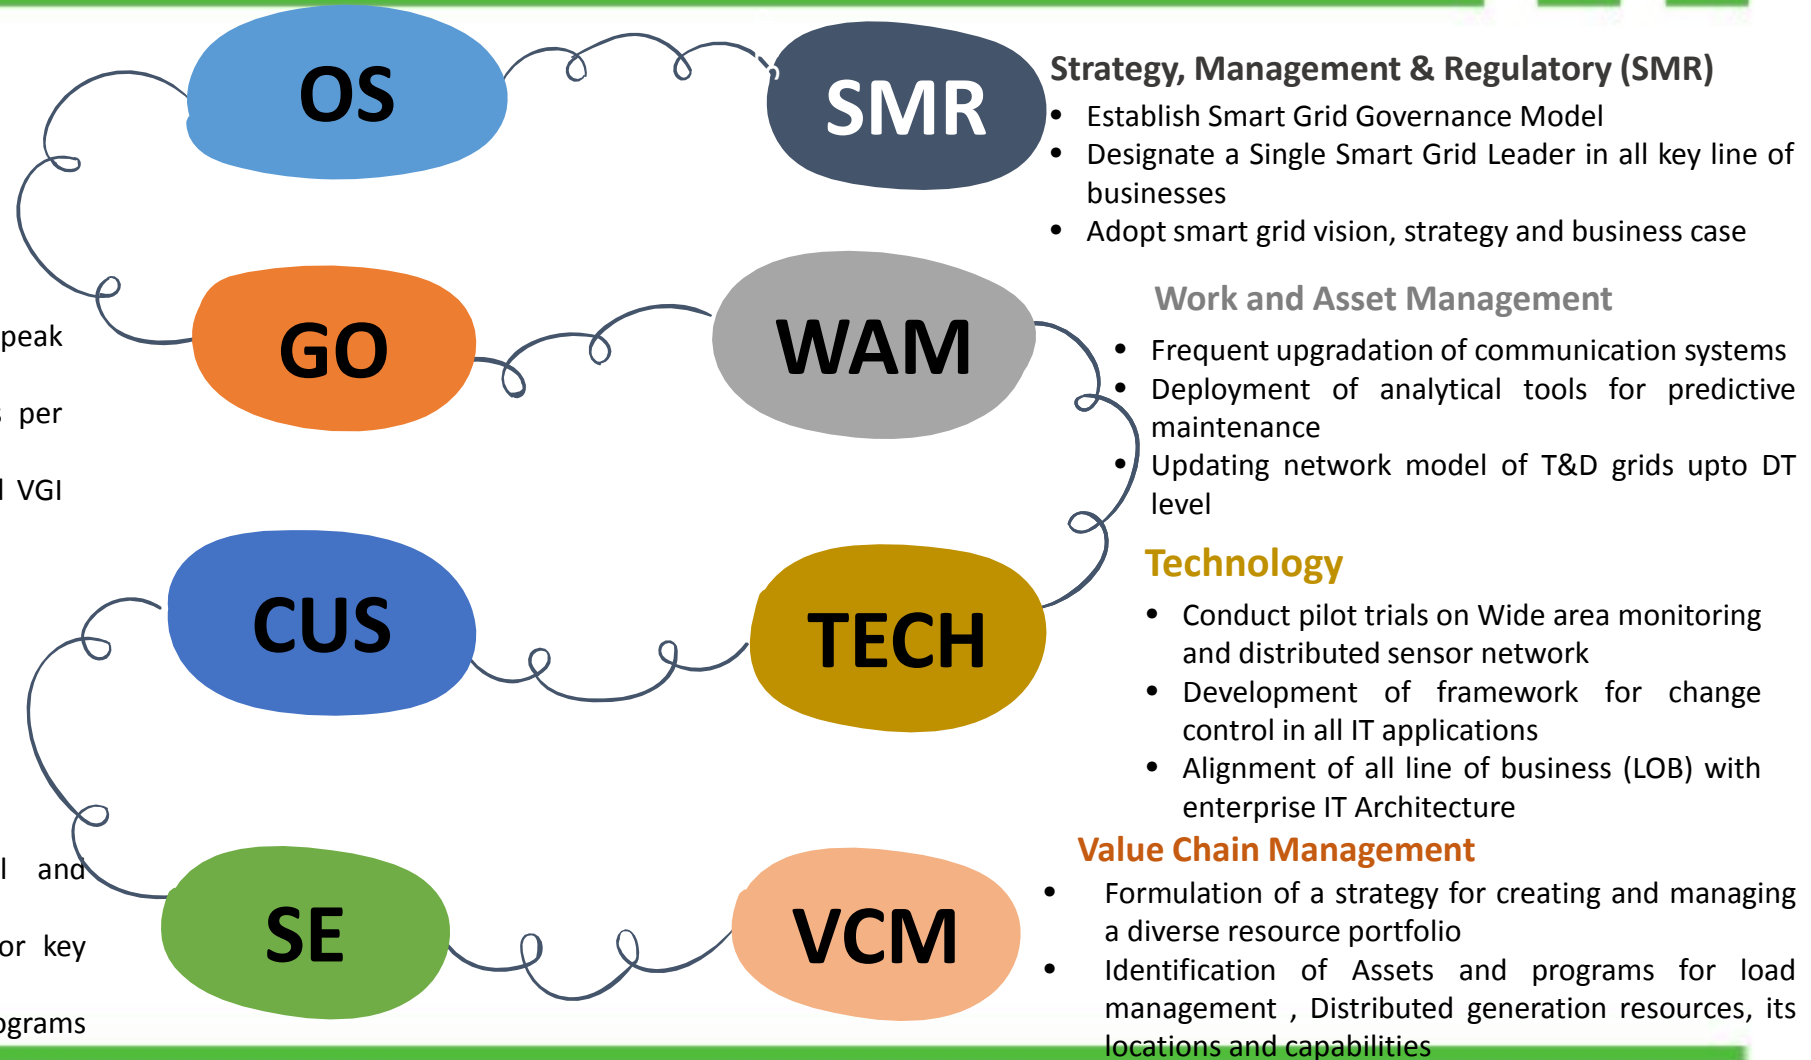 OS
SMR
Strategy, Management & Regulatory (SMR)
• Establish Smart Grid Governance Model
• Designate a Single Smart Grid Leader in all key line of
businesses
• Adopt smart grid vision, strategy and business case
GO
WAM
peak
per
VGI
Work and Asset Management
• Frequent upgradation of communication systems
• Deployment of analytical tools for predictive
maintenance
• Updating network model of T&D grids upto DT
level
CUS
TECH
Technology
• Conduct pilot trials on Wide area monitoring
and distributed sensor network
• Development of framework for change
control in all IT applications
• Alignment of all line of business (LOB) with
enterprise IT Architecture
SE
VCM
and
key
Value Chain Management
• Formulation of a strategy for creating and managing
a diverse resource portfolio
• Identification of Assets and programs for load
management , Distributed generation resources, its
locations and capabilities